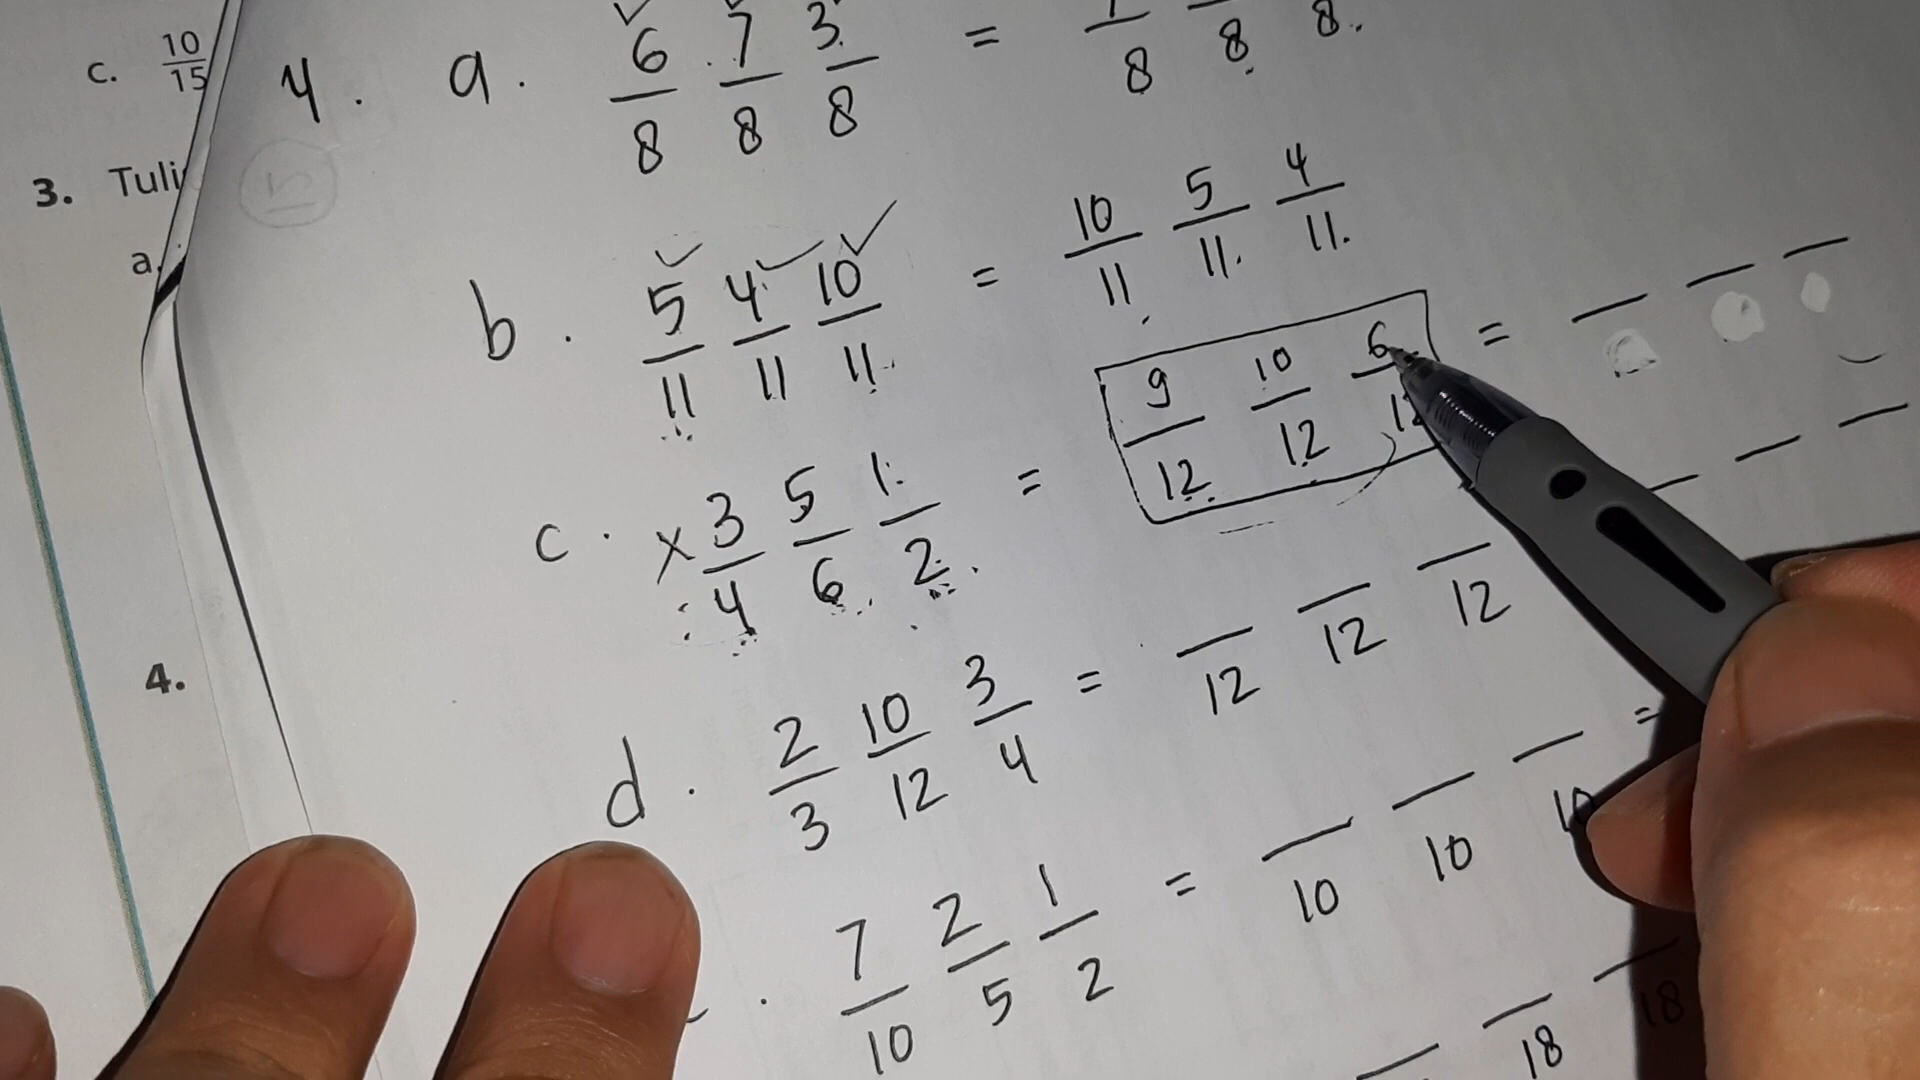 c. 10/15
3. Tuli
a.
4.
4. a. 6/8 7/8 3/8 = 7/8 _/8 _/8.
b. 5/11 4/11 10/11 = 10/11 5/11 4/11.
c. x 3/4 5/6 1/2 = 9/12 10/12 6/12 = _ _ _
d. 2/3 10/12 3/4 = _/12 _/12 _/12 = _ _ _
7/10 2/5 1/2 = _/10 _/10 _/10 =
_ _/18 _/18